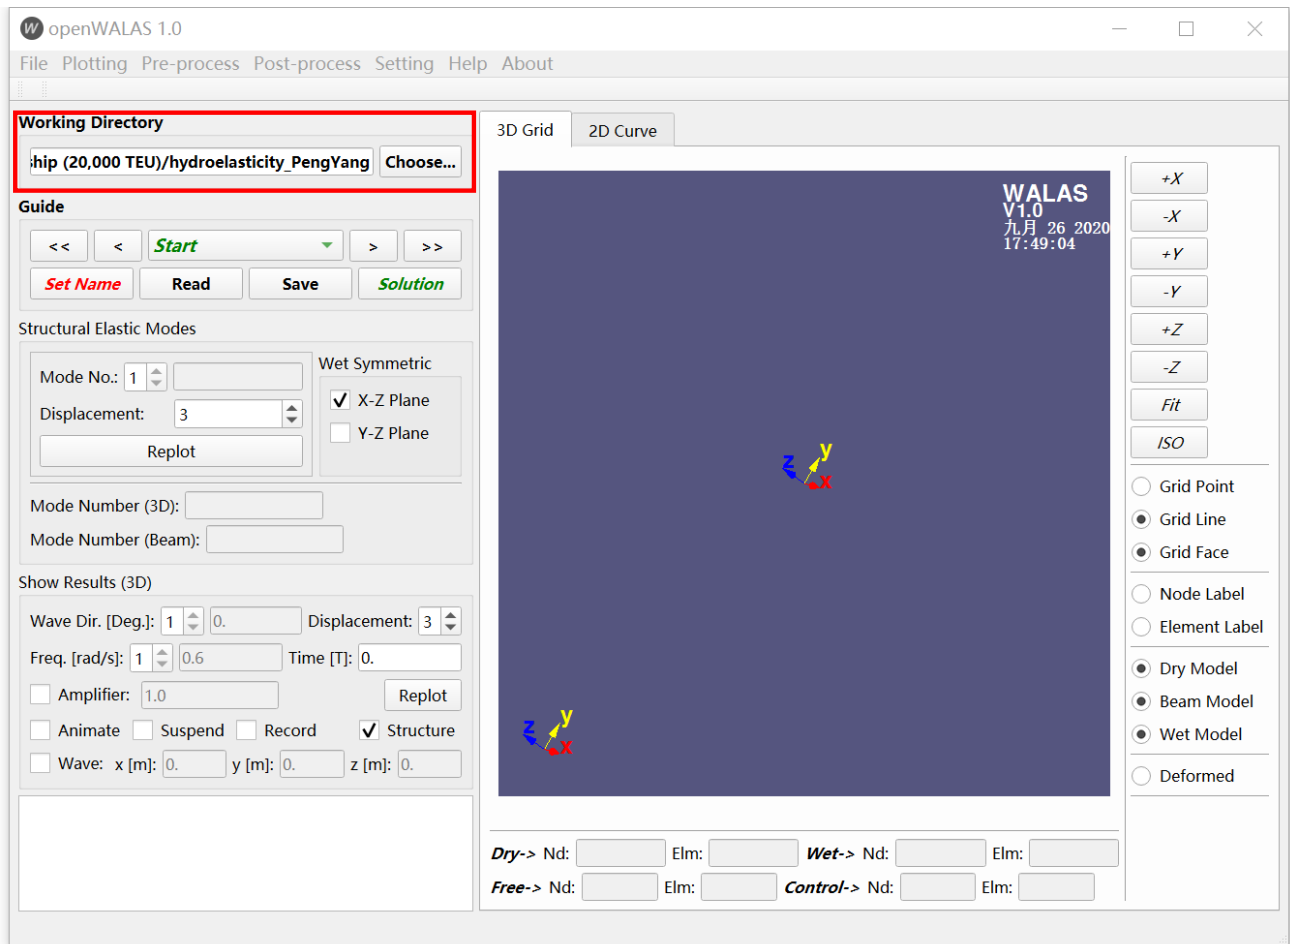 W openWALAS 1.0
File Plotting Pre-process Post-process Setting Help About
Working Directory
ship (20,000 TEU)/hydroelasticity_PengYang Choose...
Guide
<< < Start > >>
Set Name Read Save Solution
Structural Elastic Modes
Mode No.: 1
Displacement: 3
Replot
Wet Symmetric
X-Z Plane
Y-Z Plane
Mode Number (3D):
Mode Number (Beam):
Show Results (3D)
Wave Dir. [Deg.]: 1 0. Displacement: 3
Freq. [rad/s]: 1 0.6 Time [T]: 0.
Amplifier: 1.0 Replot
Animate Suspend Record Structure
Wave: x [m]: 0. y [m]: 0. z [m]: 0.
3D Grid 2D Curve
WALAS
V1.0
九月 26 2020
17:49:04
z y x
z y x
+X
-X
+Y
-Y
+Z
-Z
Fit
ISO
Grid Point
Grid Line
Grid Face
Node Label
Element Label
Dry Model
Beam Model
Wet Model
Deformed
Dry-> Nd: Elm: Wet-> Nd: Elm:
Free-> Nd: Elm: Control-> Nd: Elm: